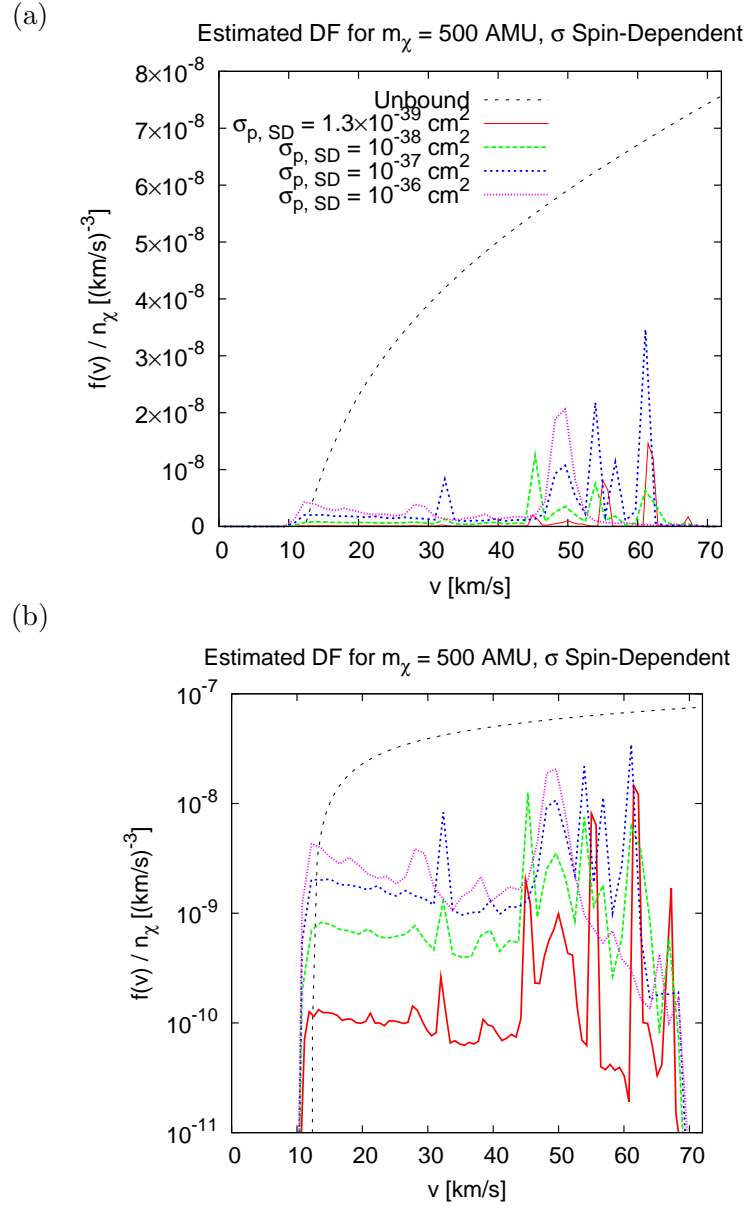 (a)
Estimated DF for mχ = 500 AMU, σ Spin-Dependent
f(v) / nχ [(km/s)⁻³]
8×10⁻⁸
7×10⁻⁸
6×10⁻⁸
5×10⁻⁸
4×10⁻⁸
3×10⁻⁸
2×10⁻⁸
10⁻⁸
0
Unbound
σp, SD = 1.3×10⁻³⁹ cm²
σp, SD = 10⁻³⁸ cm²
σp, SD = 10⁻³⁷ cm²
σp, SD = 10⁻³⁶ cm²
0 10 20 30 40 50 60 70
v [km/s]
(b)
Estimated DF for mχ = 500 AMU, σ Spin-Dependent
f(v) / nχ [(km/s)⁻³]
10⁻⁷
10⁻⁸
10⁻⁹
10⁻¹⁰
10⁻¹¹
0 10 20 30 40 50 60 70
v [km/s]